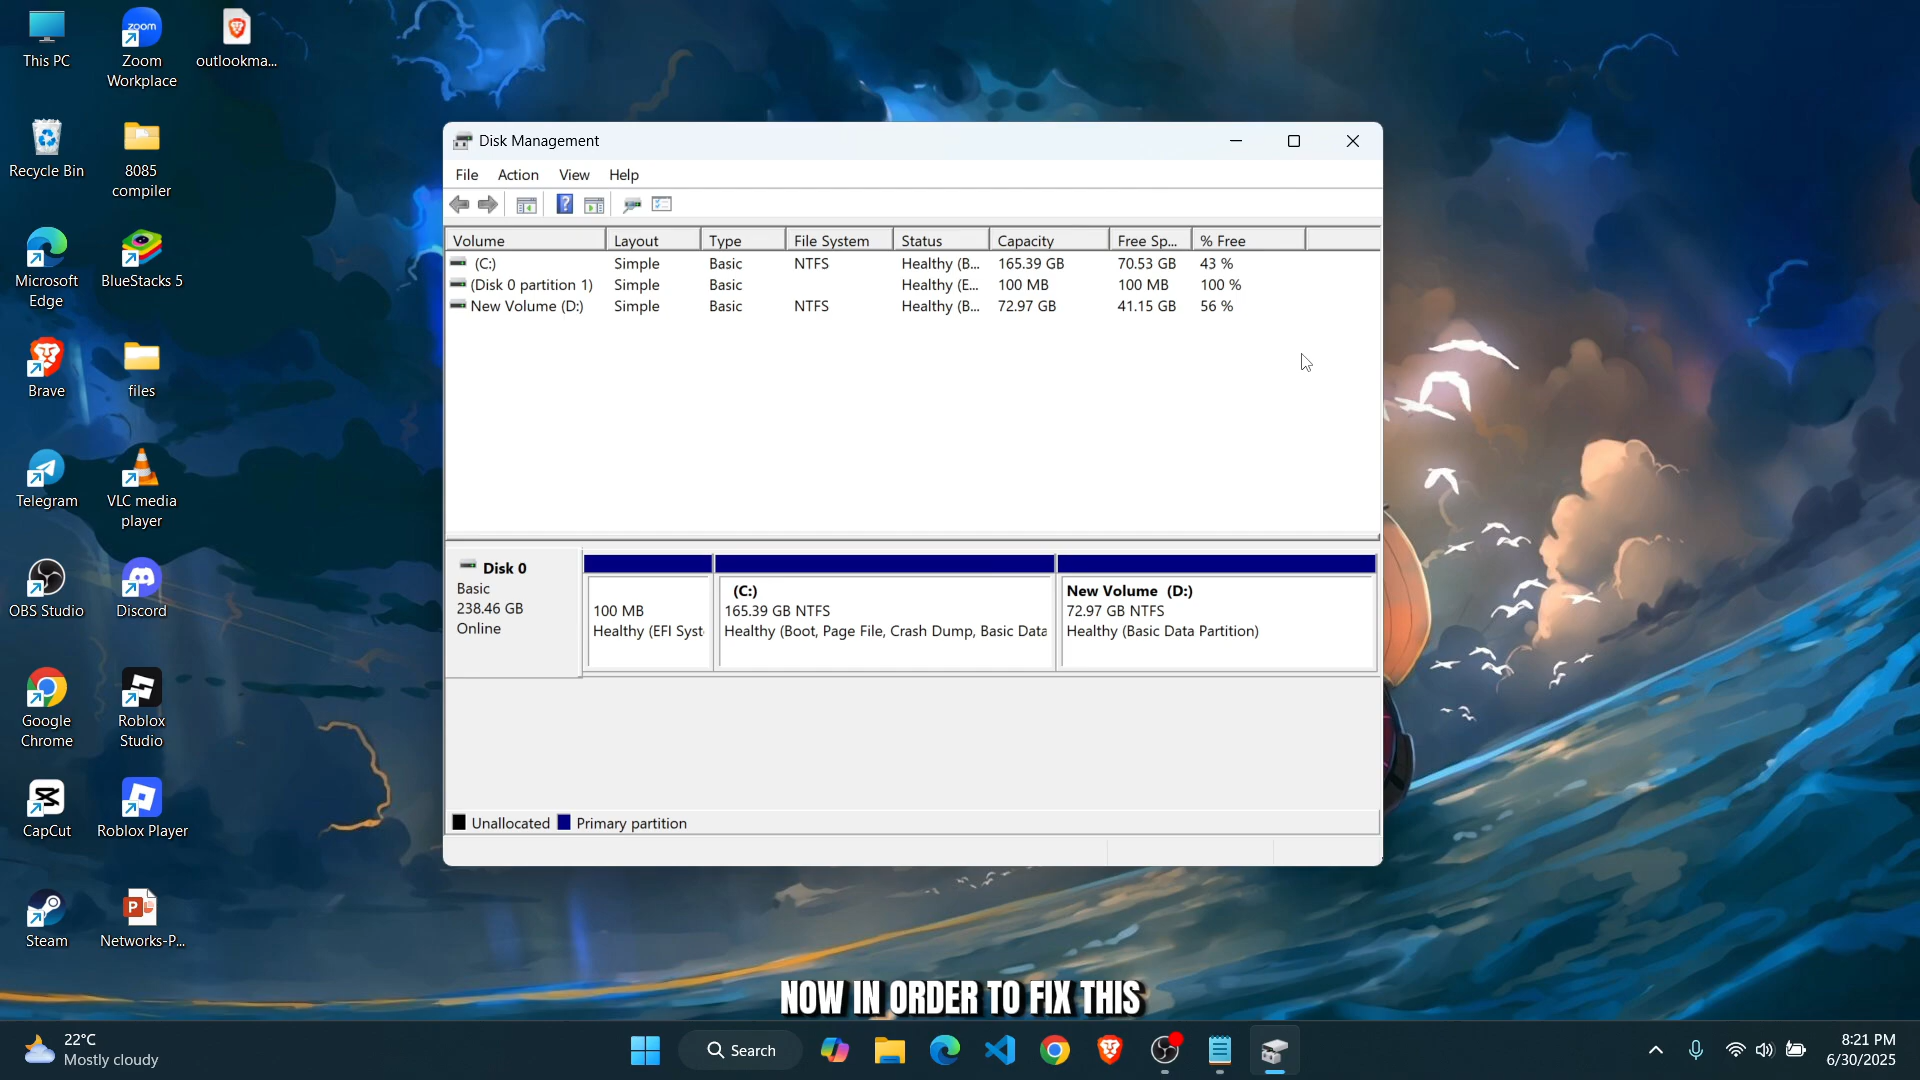 This PC
Zoom
Workplace
outlookma...
Recycle Bin
8085
compiler
Microsoft
Edge
BlueStacks 5
Brave
files
Telegram
VLC media
player
OBS Studio
Discord
Google
Chrome
Roblox
Studio
CapCut
Roblox Player
Steam
Networks-P...
zoom
Disk Management
File Action View Help
Volume Layout Type File System Status Capacity Free Sp... % Free
(C:) Simple Basic NTFS Healthy (B... 165.39 GB 70.53 GB 43 %
(Disk 0 partition 1) Simple Basic Healthy (E... 100 MB 100 MB 100 %
New Volume (D:) Simple Basic NTFS Healthy (B... 72.97 GB 41.15 GB 56 %
Disk 0
Basic
238.46 GB
Online
100 MB
Healthy (EFI Syst
(C:)
165.39 GB NTFS
Healthy (Boot, Page File, Crash Dump, Basic Data
New Volume (D:)
72.97 GB NTFS
Healthy (Basic Data Partition)
Unallocated Primary partition
NOW IN ORDER TO FIX THIS
22°C
Mostly cloudy
Search
8:21 PM
6/30/2025